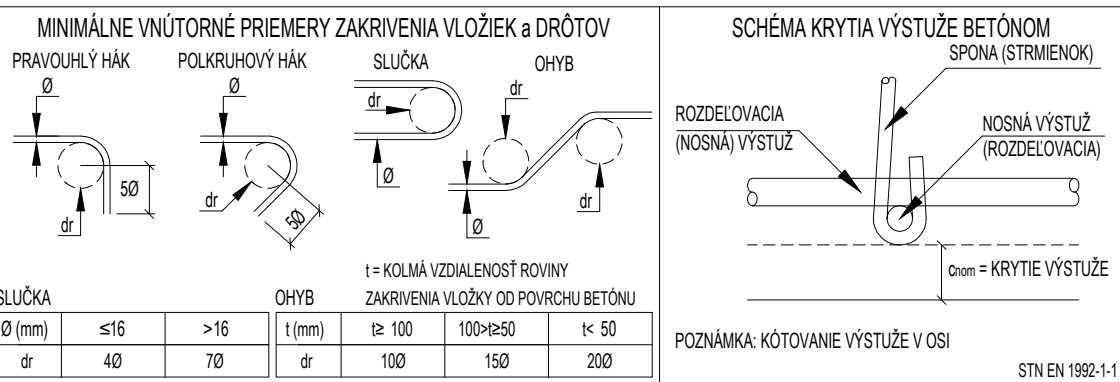 MINIMÁLNE VNÚTORNÉ PRIEMERY ZAKRIVENIA VLOŽIEK a DRÔTOV
PRAVOUHLÝ HÁK
POLKRUHOVÝ HÁK
SLUČKA
OHYB
Ø
5Ø
dr
Ø
5Ø
dr
dr
Ø
dr
dr
Ø
t = KOLMÁ VZDIALENOSŤ ROVINY
ZAKRIVENIA VLOŽKY OD POVRCHU BETÓNU
SLUČKA
Ø (mm) ≤16 >16
dr 4Ø 7Ø
OHYB
t (mm) t≥ 100 100>t≥50 t< 50
dr 10Ø 15Ø 20Ø
SCHÉMA KRYTIA VÝSTUŽE BETÓNOM
SPONA (STRMIENOK)
ROZDEĽOVACIA
(NOSNÁ) VÝSTUŽ
NOSNÁ VÝSTUŽ
(ROZDEĽOVACIA)
cnom = KRYTIE VÝSTUŽE
POZNÁMKA: KÓTOVANIE VÝSTUŽE V OSI
STN EN 1992-1-1